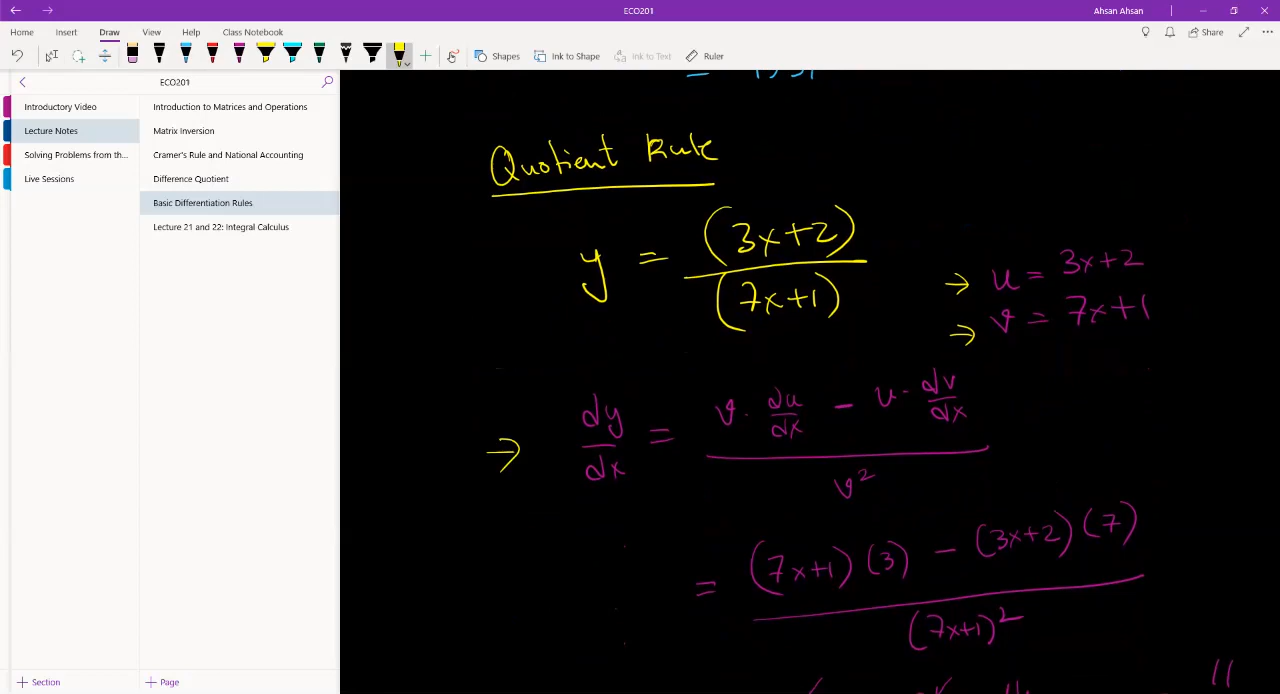 ECO201
Ahsan Ahsan
Home Insert Draw View Help Class Notebook
Share
Shapes Ink to Shape Ink to Text Ruler
ECO201
Introductory Video
Lecture Notes
Solving Problems from th...
Live Sessions
Introduction to Matrices and Operations
Matrix Inversion
Cramer's Rule and National Accounting
Difference Quotient
Basic Differentiation Rules
Lecture 21 and 22: Integral Calculus
+ Section
+ Page
Quotient Rule
y = (3x+2) / (7x+1)
→ u = 3x+2
→ v = 7x+1
⇒ dy/dx = (v · du/dx − u · dv/dx) / v²
= ((7x+1)(3) − (3x+2)(7)) / (7x+1)²